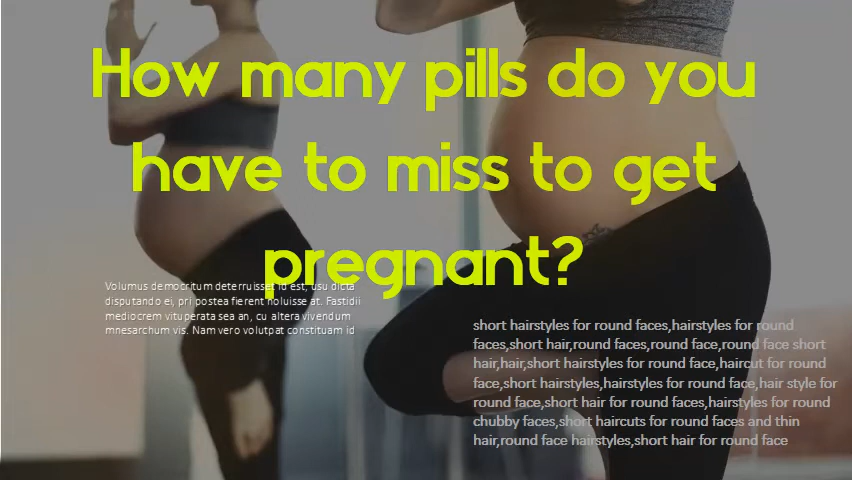 How many pills do you
have to miss to get
pregnant?
Volumus democritum deterruisset id est, usu dicta
disputando ei, pri postea fierent noluisse at. Fastidii
mediocrem vituperata sea an, cu altera vivendum
mnesarchum vis. Nam vero volutpat constituam id
short hairstyles for round faces,hairstyles for round
faces,short hair,round faces,round face,round face short
hair,hair,short hairstyles for round face,haircut for round
face,short hairstyles,hairstyles for round face,hair style for
round face,short hair for round faces,hairstyles for round
chubby faces,short haircuts for round faces and thin
hair,round face hairstyles,short hair for round face